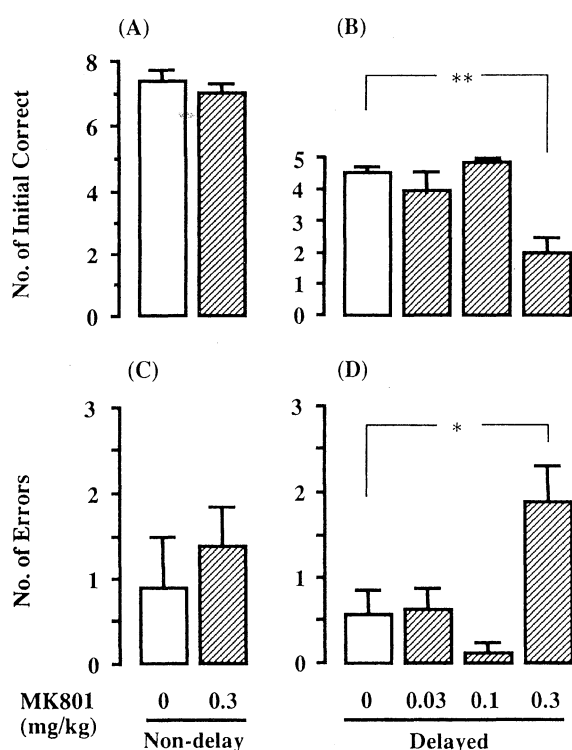 (A)
(B)
No. of Initial Correct
8
7
4
2
0
**
5
4
3
2
1
0
(C)
(D)
No. of Errors
3
2
1
0
*
3
2
1
0
MK801 0 0.3 0 0.03 0.1 0.3
(mg/kg) Non-delay Delayed